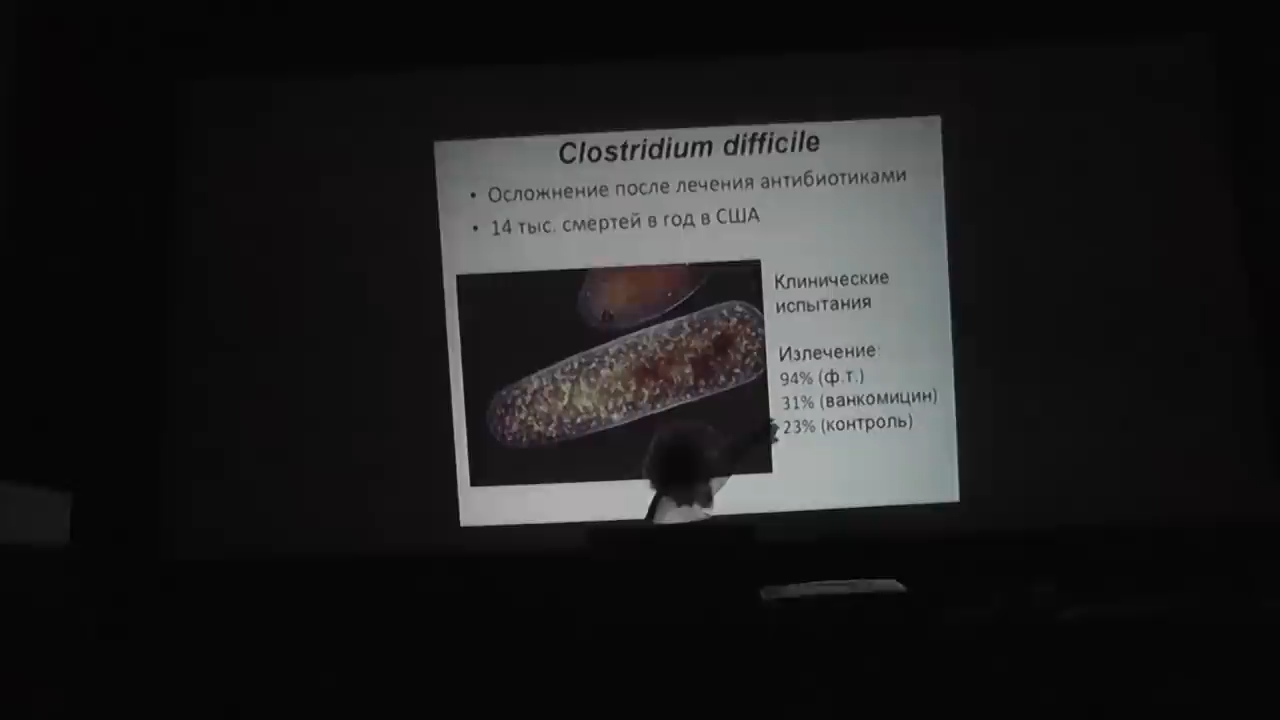 Clostridium difficile
• Осложнение после лечения антибиотиками
• 14 тыс. смертей в год в США
Клинические
испытания
Излечение:
94% (ф.т.)
31% (ванкомицин)
23% (контроль)